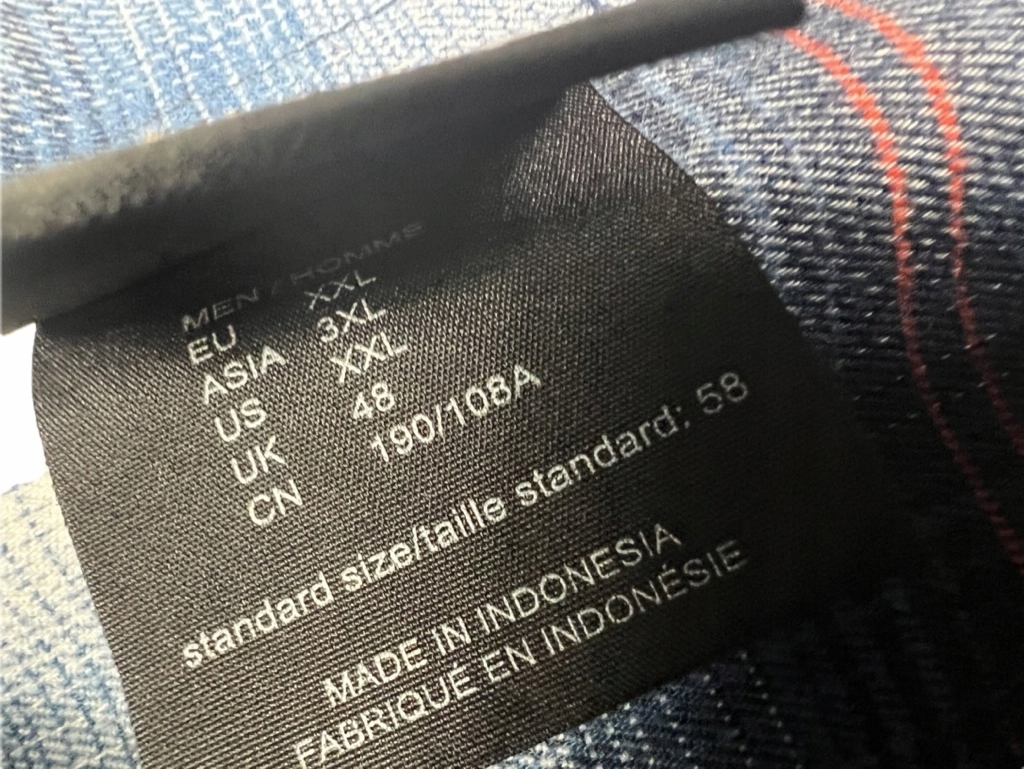 MEN / HOMME
EU XXL
ASIA 3XL
US XXL
UK 48
CN 190/108A
standard size/taille standard: 58
MADE IN INDONESIA
FABRIQUÉ EN INDONÉSIE